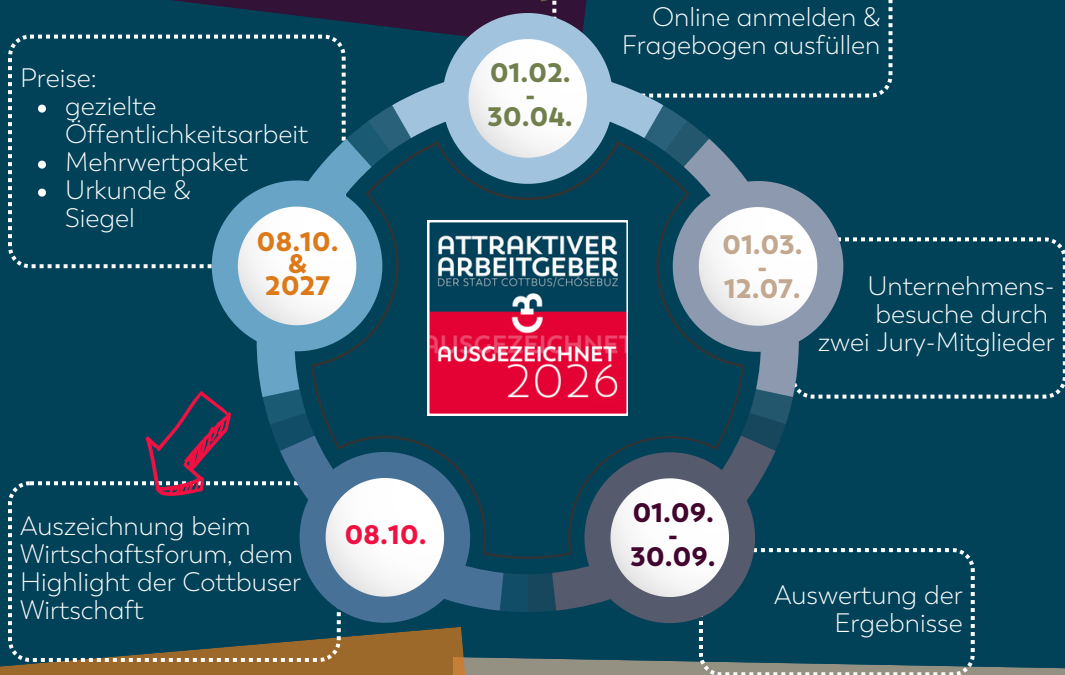 Online anmelden &
Fragebogen ausfüllen
01.02.
-
30.04.
Preise:
• gezielte
Öffentlichkeitsarbeit
• Mehrwertpaket
• Urkunde &
Siegel
08.10.
&
2027
ATTRAKTIVER
ARBEITGEBER
DER STADT COTTBUS/CHÓŚEBUZ
AUSGEZEICHNET
AUSGEZEICHNET
2026
01.03.
-
12.07.
Unternehmens-
besuche durch
zwei Jury-Mitglieder
Auszeichnung beim
Wirtschaftsforum, dem
Highlight der Cottbuser
Wirtschaft
08.10.
01.09.
-
30.09.
Auswertung der
Ergebnisse